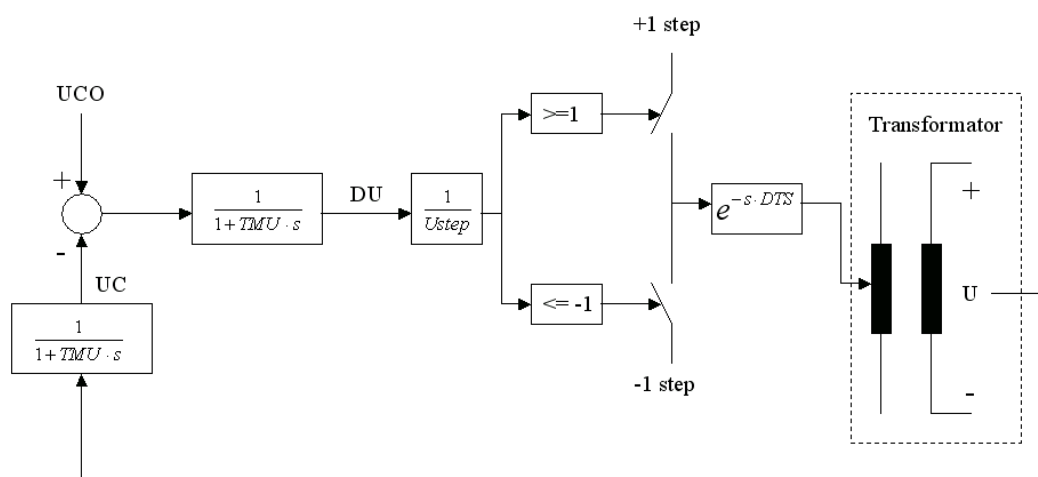 +1 step
UCO
>=1
Transformator
+
DU
+
1
1+TMU · s
1
Ustep
e^{-s · DTS}
-
UC
<= -1
U
1
1+TMU · s
-1 step
-